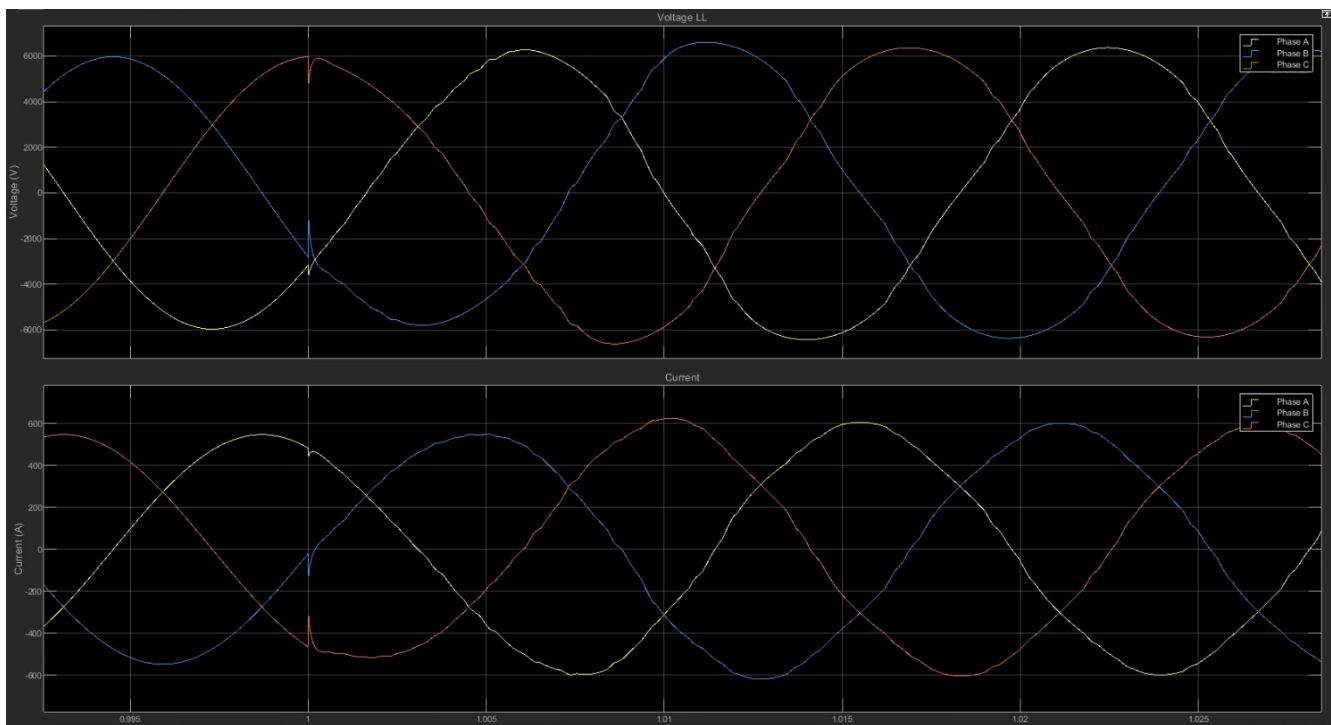 Voltage LL
Phase A
Phase B
Phase C
Voltage (V)
6000
4000
2000
0
-2000
-4000
-6000
Current
Phase A
Phase B
Phase C
Current (A)
600
400
200
0
-200
-400
-600
0.995
1
1.005
1.01
1.015
1.02
1.025